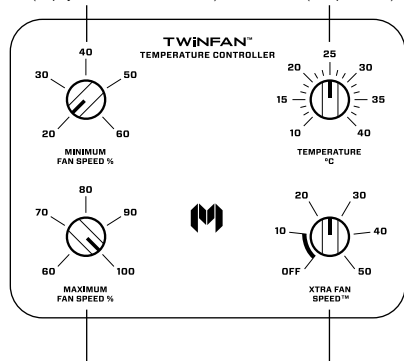 TWiNFAN™
TEMPERATURE CONTROLLER
40
30 50
20 60
MINIMUM
FAN SPEED %
25
20 30
15 35
10 40
TEMPERATURE
ºC
80
70 90
60 100
MAXIMUM
FAN SPEED %
20 30
10 40
OFF 50
XTRA FAN
SPEED™